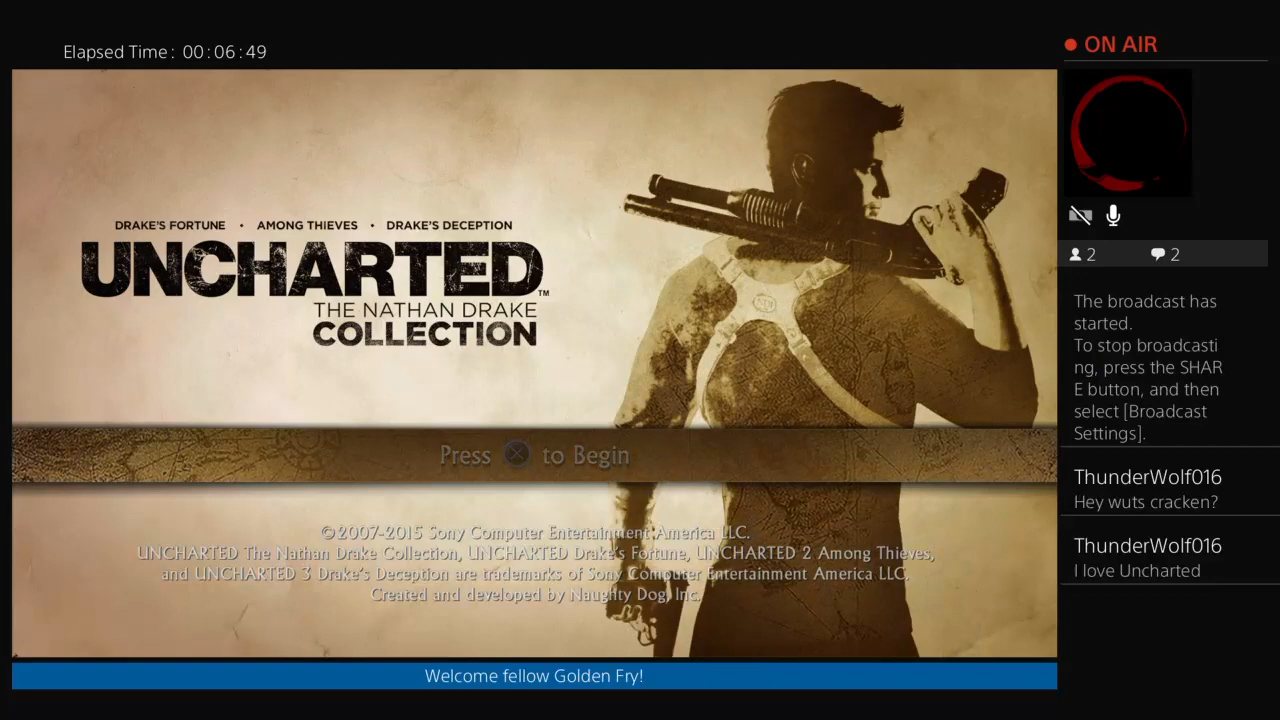 Elapsed Time: 00:06:49
ON AIR
DRAKE'S FORTUNE • AMONG THIEVES • DRAKE'S DECEPTION
UNCHARTED™
THE NATHAN DRAKE
COLLECTION
Press ⊗ to Begin
©2007-2015 Sony Computer Entertainment America LLC.
UNCHARTED The Nathan Drake Collection, UNCHARTED Drake's Fortune, UNCHARTED 2 Among Thieves,
and UNCHARTED 3 Drake's Deception are trademarks of Sony Computer Entertainment America LLC.
Created and developed by Naughty Dog, Inc.
Welcome fellow Golden Fry!
2 2
The broadcast has
started.
To stop broadcasti
ng, press the SHAR
E button, and then
select [Broadcast
Settings].
ThunderWolf016
Hey wuts cracken?
ThunderWolf016
I love Uncharted